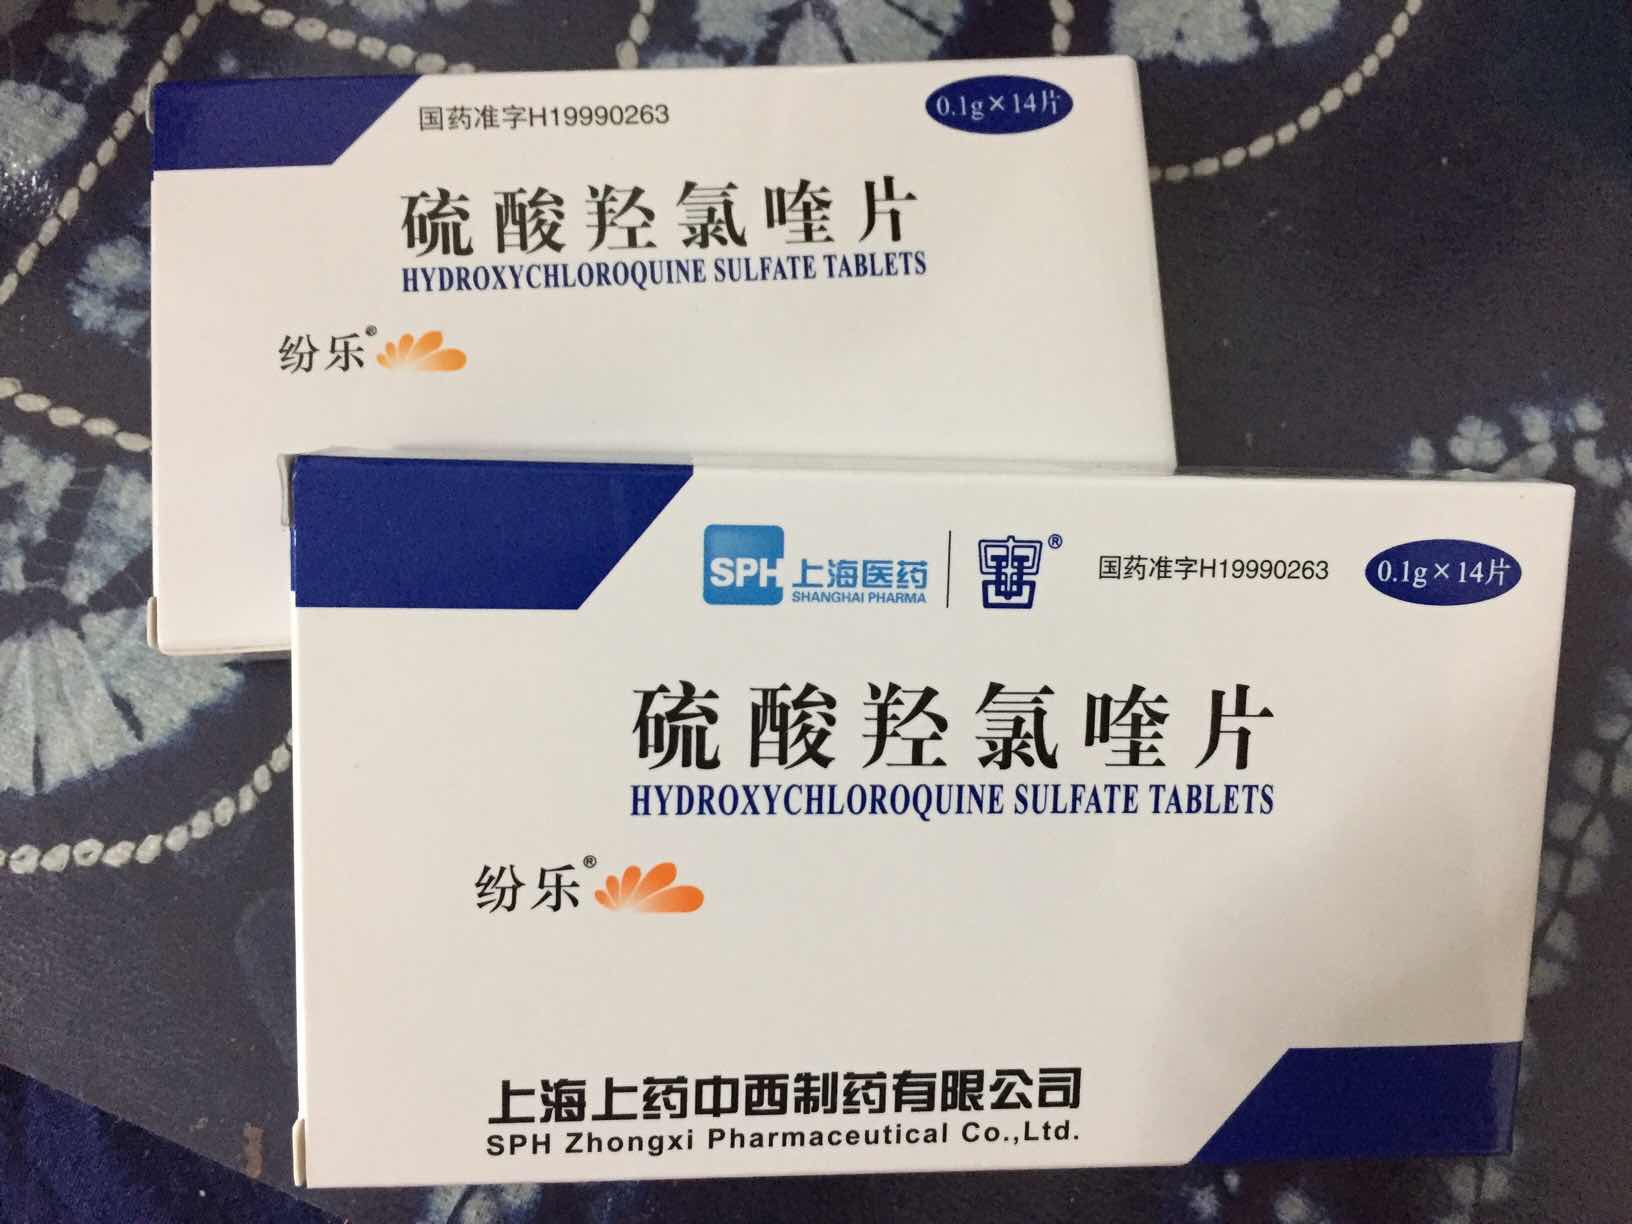 国药准字H19990263
0.1g×14片
硫酸羟氯喹片
HYDROXYCHLOROQUINE SULFATE TABLETS
纷乐®
SPH 上海医药
SHANGHAI PHARMA
®
国药准字H19990263
0.1g×14片
硫酸羟氯喹片
HYDROXYCHLOROQUINE SULFATE TABLETS
纷乐®
上海上药中西制药有限公司
SPH Zhongxi Pharmaceutical Co.,Ltd.